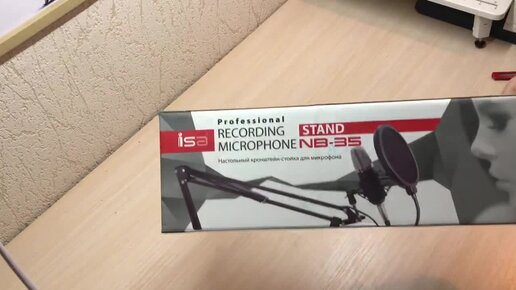 isa
Professional
RECORDING
MICROPHONE
STAND
NB-35
Настольный кронштейн-стойка для микрофона